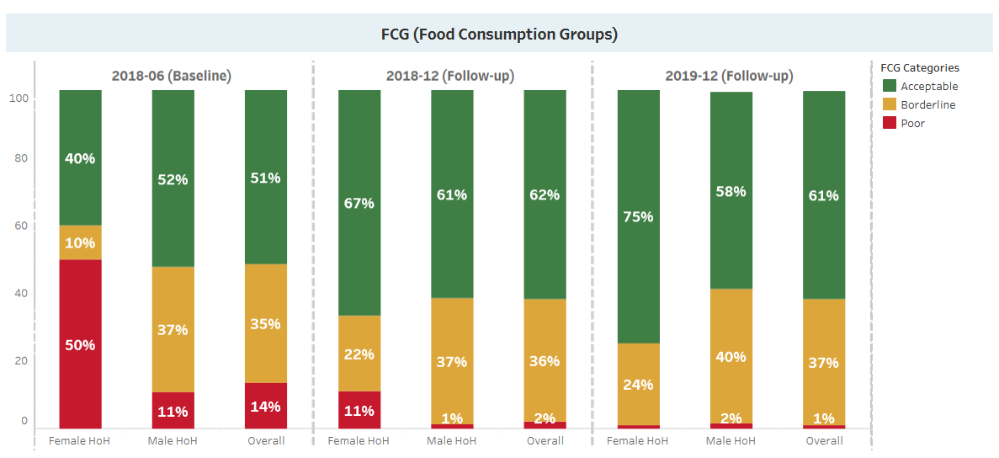 FCG (Food Consumption Groups)
2018-06 (Baseline)
2018-12 (Follow-up)
2019-12 (Follow-up)
FCG Categories
Acceptable
Borderline
Poor
100
80
60
40
20
0
40%
10%
50%
52%
37%
11%
51%
35%
14%
67%
22%
11%
61%
37%
1%
62%
36%
2%
75%
24%
58%
40%
2%
61%
37%
1%
Female HoH
Male HoH
Overall
Female HoH
Male HoH
Overall
Female HoH
Male HoH
Overall